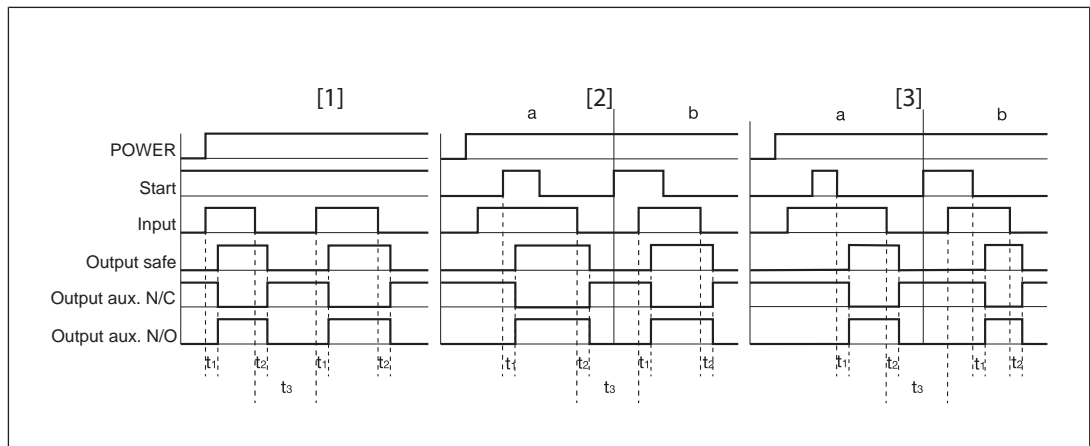 [1] [2] [3]
a b a b
POWER
Start
Input
Output safe
Output aux. N/C
Output aux. N/O
t1 t2 t1 t2 t1 t2 t1 t2 t1 t2 t1 t2
t3 t3 t3